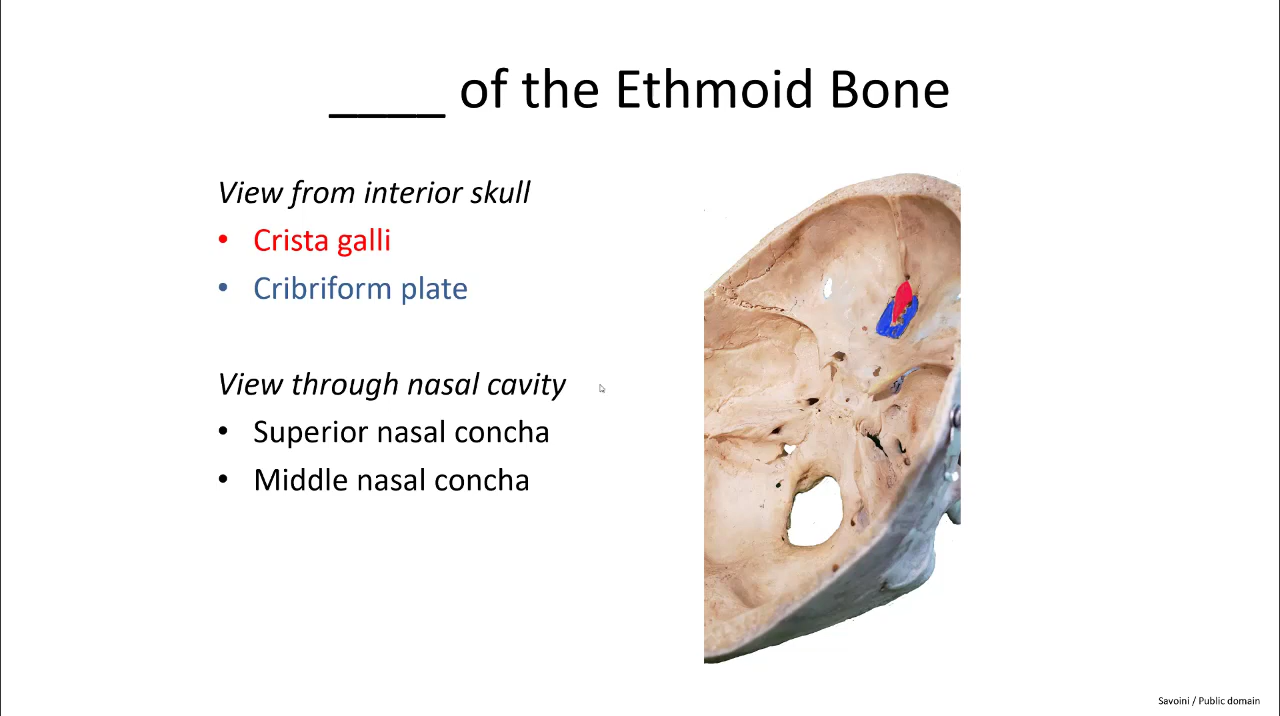 ____ of the Ethmoid Bone
View from interior skull
• Crista galli
• Cribriform plate
View through nasal cavity
• Superior nasal concha
• Middle nasal concha
Savoini / Public domain